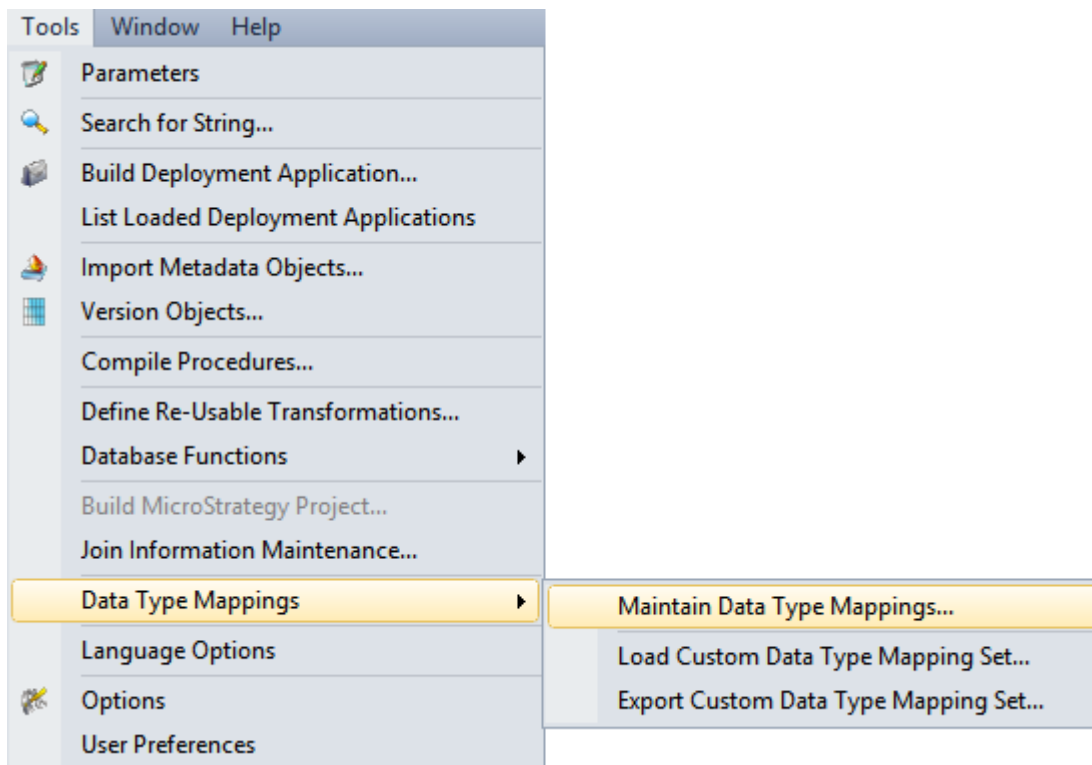 Tools Window Help
Parameters
Search for String...
Build Deployment Application...
List Loaded Deployment Applications
Import Metadata Objects...
Version Objects...
Compile Procedures...
Define Re-Usable Transformations...
Database Functions
Build MicroStrategy Project...
Join Information Maintenance...
Data Type Mappings
Maintain Data Type Mappings...
Language Options
Load Custom Data Type Mapping Set...
Options
Export Custom Data Type Mapping Set...
User Preferences